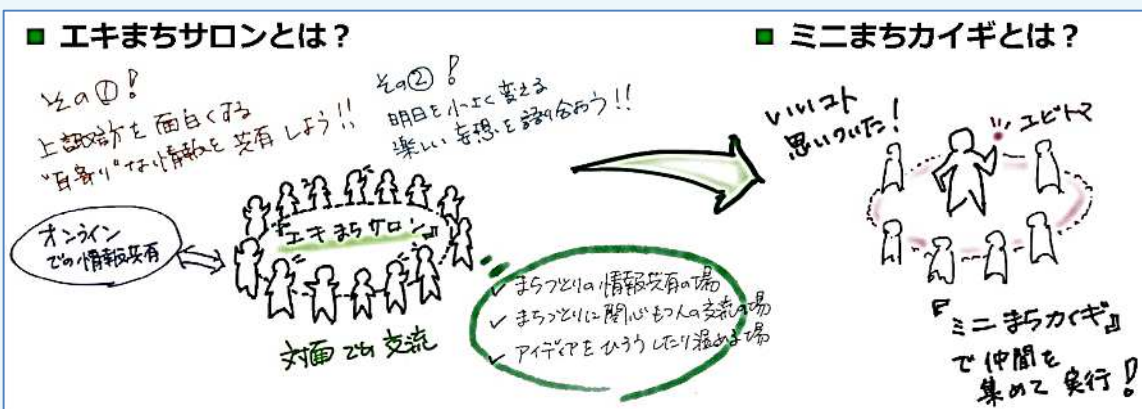 ■ エキまちサロンとは？
その①！
上諏訪を面白くする
"耳寄り"な情報を共有しよう!!
その②！
明日を小よく変える
楽しい妄想を語り合おう!!
オンライン
での情報共有
『エキまちサロン』
対面での交流
✓ まちづくりの情報共有の場
✓ まちづくりに関心もつ人の交流の場
✓ アイディアをひろうしたり温める場
■ ミニまちカイギとは？
いいコト
思いついた！
ユビトマ
『ミニまちカイギ』
で仲間を
集めて実行！